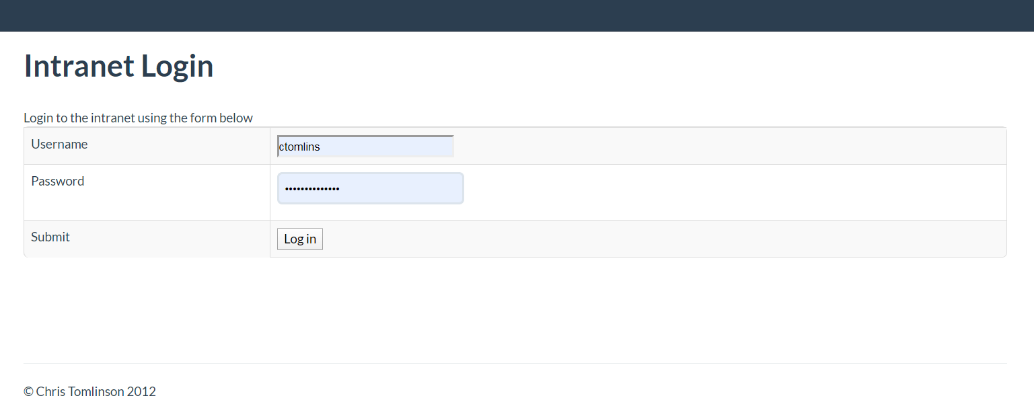 Intranet Login
Login to the intranet using the form below
Username ctomlins
Password ••••••••••••••
Submit Log in
© Chris Tomlinson 2012